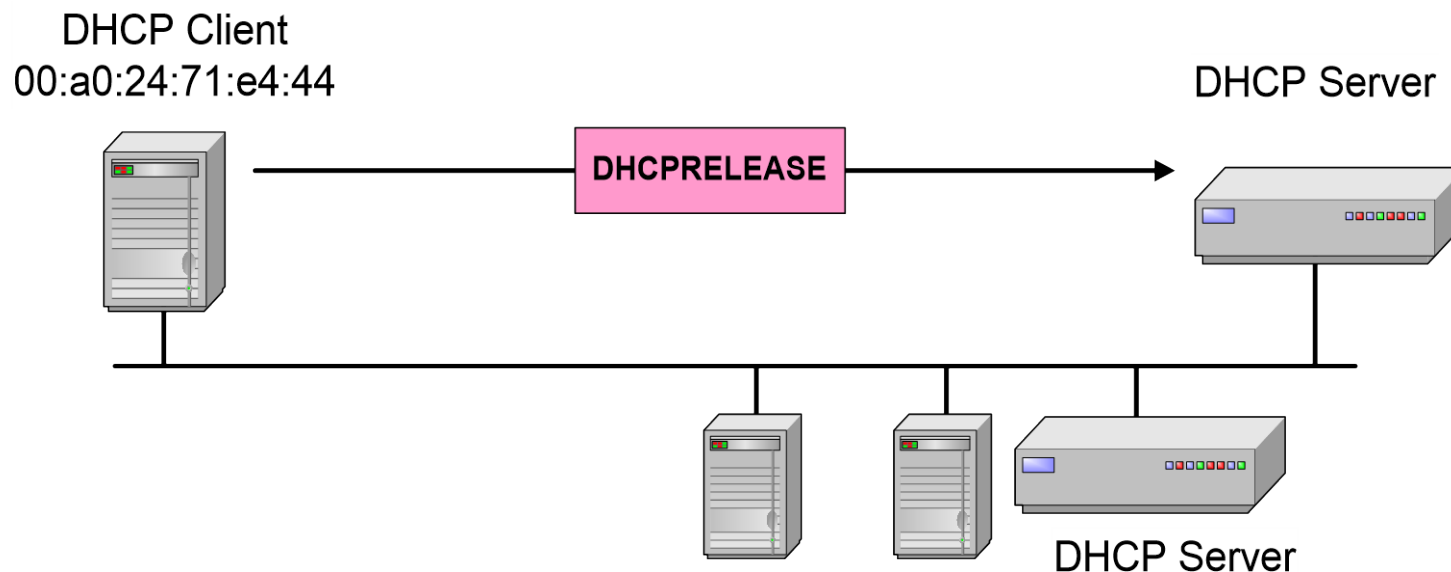 DHCP Client
00:a0:24:71:e4:44
DHCP Server
DHCPRELEASE
DHCP Server